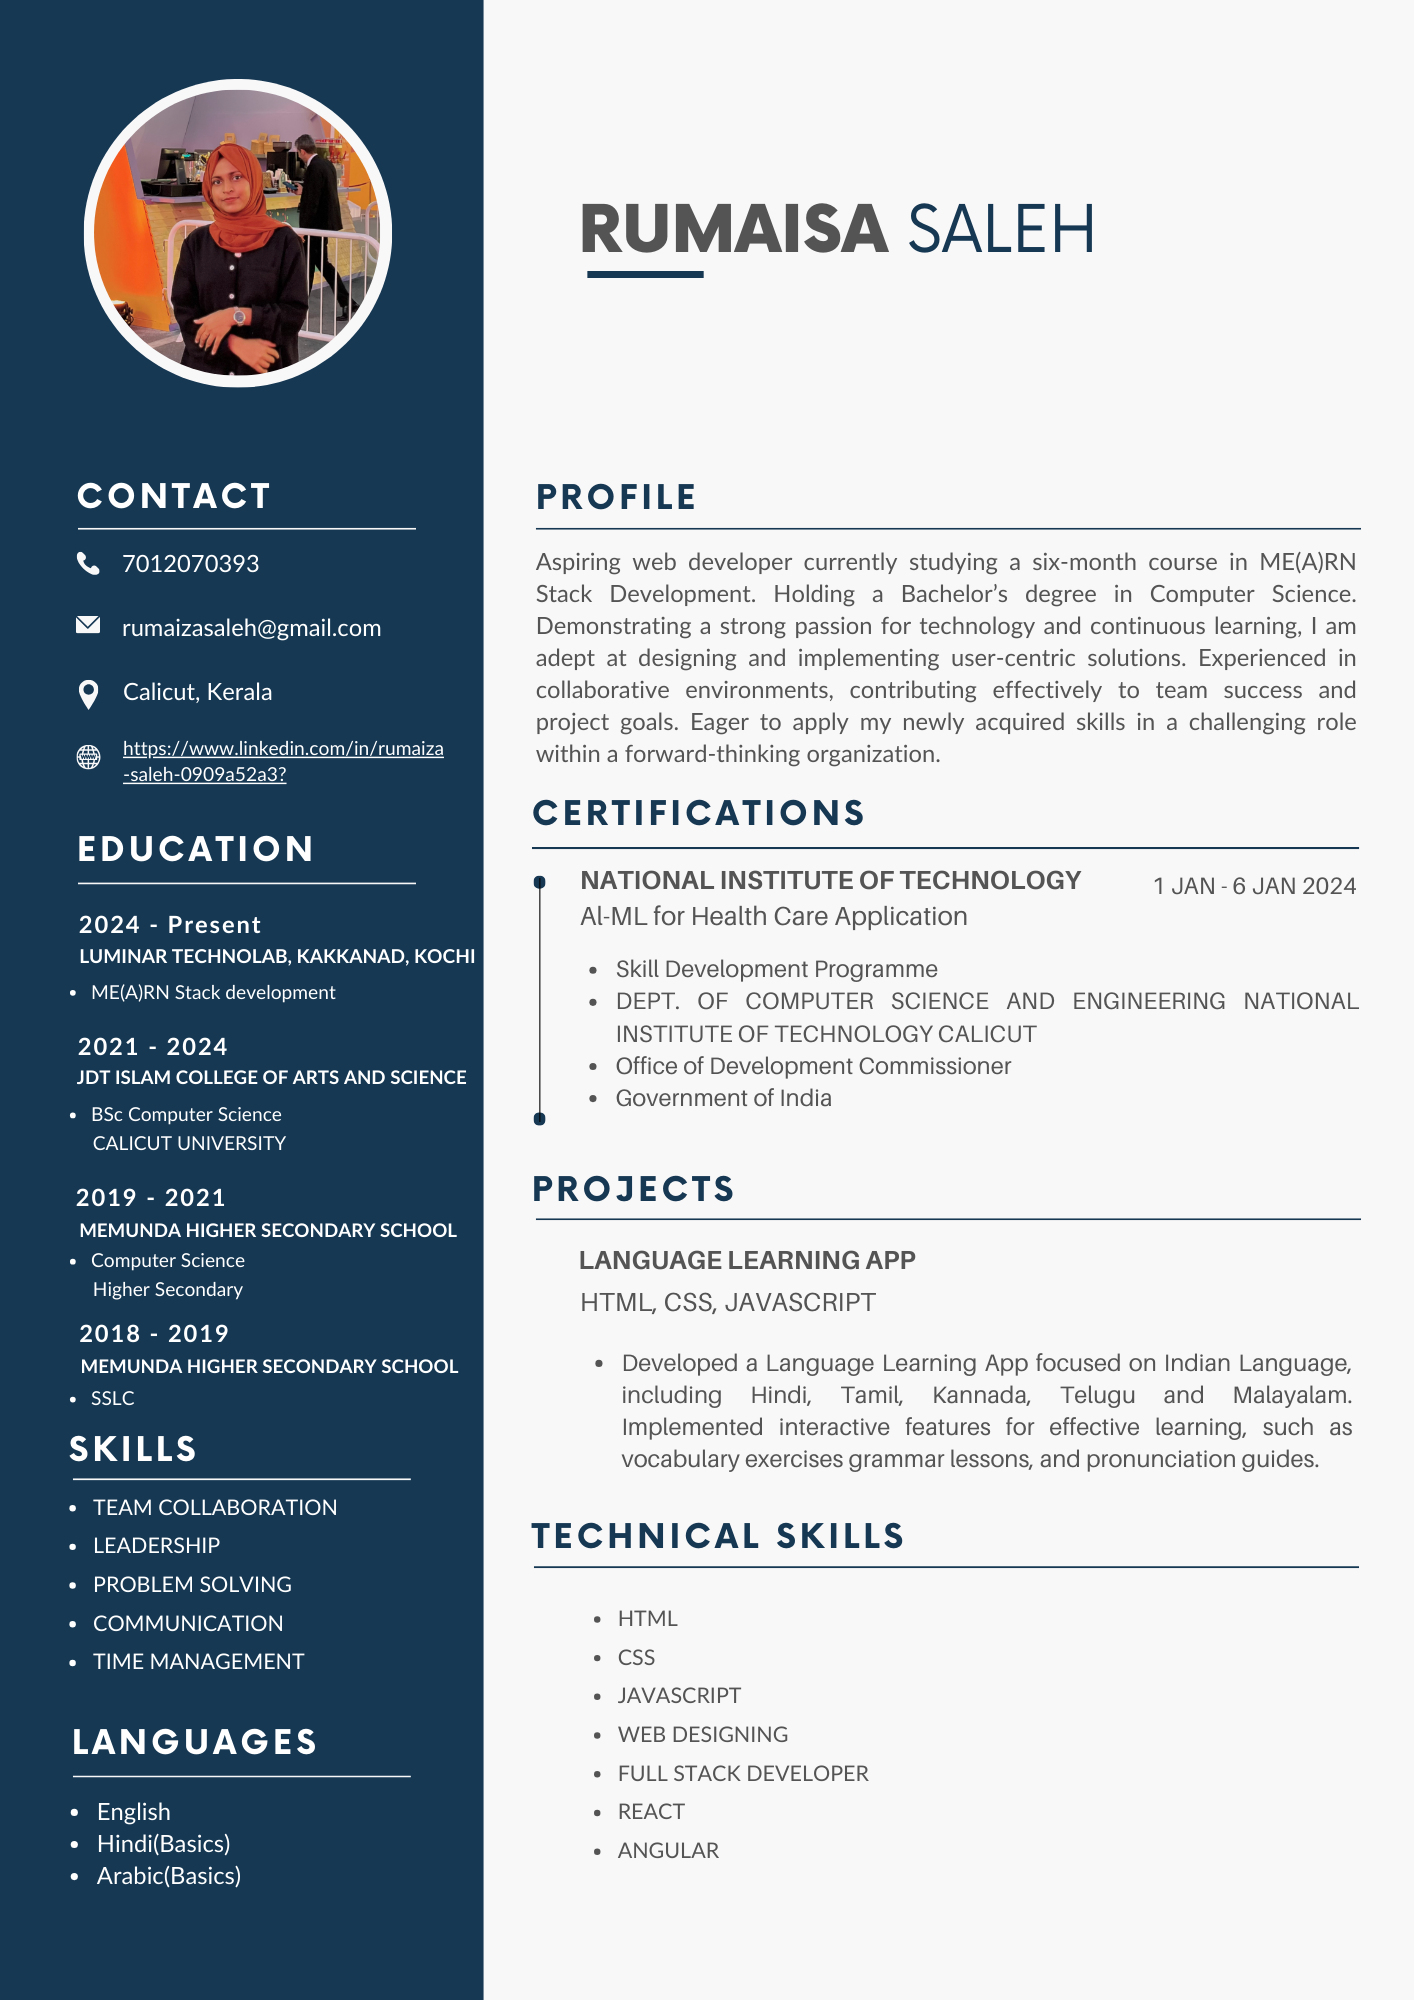 RUMAISA SALEH
CONTACT
7012070393
rumaizasaleh@gmail.com
Calicut, Kerala
https://www.linkedin.com/in/rumaiza
-saleh-0909a52a3?
EDUCATION
2024 - Present
LUMINAR TECHNOLAB, KAKKANAD, KOCHI
• ME(A)RN Stack development
2021 - 2024
JDT ISLAM COLLEGE OF ARTS AND SCIENCE
• BSc Computer Science
CALICUT UNIVERSITY
2019 - 2021
MEMUNDA HIGHER SECONDARY SCHOOL
• Computer Science
Higher Secondary
2018 - 2019
MEMUNDA HIGHER SECONDARY SCHOOL
• SSLC
SKILLS
• TEAM COLLABORATION
• LEADERSHIP
• PROBLEM SOLVING
• COMMUNICATION
• TIME MANAGEMENT
LANGUAGES
• English
• Hindi(Basics)
• Arabic(Basics)
PROFILE
Aspiring web developer currently studying a six-month course in ME(A)RN
Stack Development. Holding a Bachelor’s degree in Computer Science.
Demonstrating a strong passion for technology and continuous learning, I am
adept at designing and implementing user-centric solutions. Experienced in
collaborative environments, contributing effectively to team success and
project goals. Eager to apply my newly acquired skills in a challenging role
within a forward-thinking organization.
CERTIFICATIONS
NATIONAL INSTITUTE OF TECHNOLOGY 1 JAN - 6 JAN 2024
Al-ML for Health Care Application
• Skill Development Programme
• DEPT. OF COMPUTER SCIENCE AND ENGINEERING NATIONAL
INSTITUTE OF TECHNOLOGY CALICUT
• Office of Development Commissioner
• Government of India
PROJECTS
LANGUAGE LEARNING APP
HTML, CSS, JAVASCRIPT
• Developed a Language Learning App focused on Indian Language,
including Hindi, Tamil, Kannada, Telugu and Malayalam.
Implemented interactive features for effective learning, such as
vocabulary exercises grammar lessons, and pronunciation guides.
TECHNICAL SKILLS
• HTML
• CSS
• JAVASCRIPT
• WEB DESIGNING
• FULL STACK DEVELOPER
• REACT
• ANGULAR